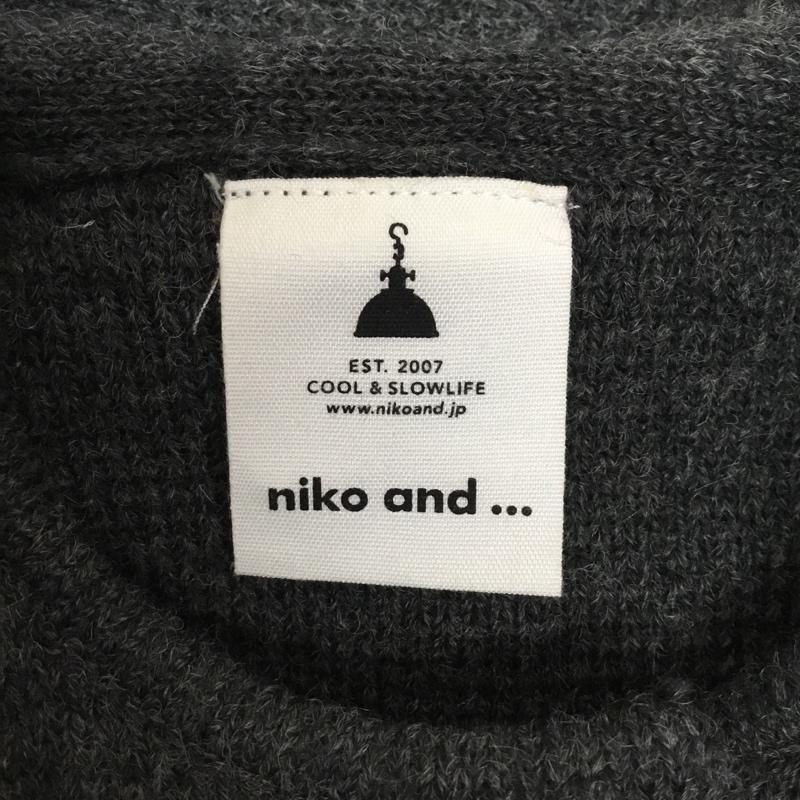 EST. 2007
COOL & SLOWLIFE
www.nikoand.jp
niko and ...